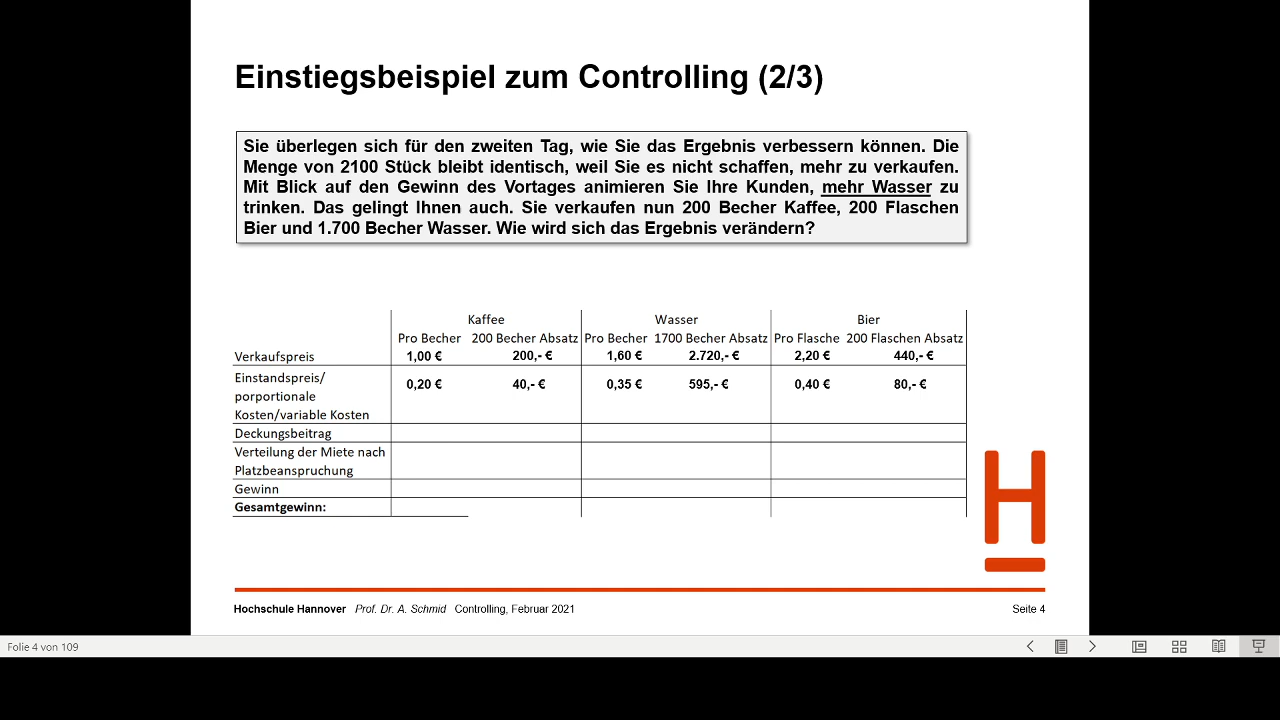 Einstiegsbeispiel zum Controlling (2/3)
Sie überlegen sich für den zweiten Tag, wie Sie das Ergebnis verbessern können. Die
Menge von 2100 Stück bleibt identisch, weil Sie es nicht schaffen, mehr zu verkaufen.
Mit Blick auf den Gewinn des Vortages animieren Sie Ihre Kunden, mehr Wasser zu
trinken. Das gelingt Ihnen auch. Sie verkaufen nun 200 Becher Kaffee, 200 Flaschen
Bier und 1.700 Becher Wasser. Wie wird sich das Ergebnis verändern?
Kaffee Wasser Bier
Pro Becher 200 Becher Absatz Pro Becher 1700 Becher Absatz Pro Flasche 200 Flaschen Absatz
Verkaufspreis 1,00 € 200,- € 1,60 € 2.720,- € 2,20 € 440,- €
Einstandspreis/
porportionale
Kosten/variable Kosten 0,20 € 40,- € 0,35 € 595,- € 0,40 € 80,- €
Deckungsbeitrag
Verteilung der Miete nach
Platzbeanspruchung
Gewinn
Gesamtgewinn:
H
Hochschule Hannover Prof. Dr. A. Schmid Controlling, Februar 2021 Seite 4
Folie 4 von 109